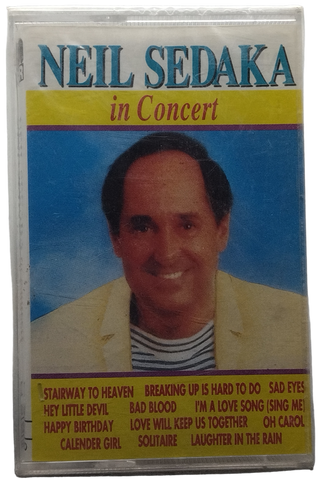 NEIL SEDAKA
in Concert
STAIRWAY TO HEAVEN BREAKING UP IS HARD TO DO SAD EYES
HEY LITTLE DEVIL BAD BLOOD I'M A LOVE SONG (SING ME)
HAPPY BIRTHDAY LOVE WILL KEEP US TOGETHER OH CAROL
CALENDER GIRL SOLITAIRE LAUGHTER IN THE RAIN